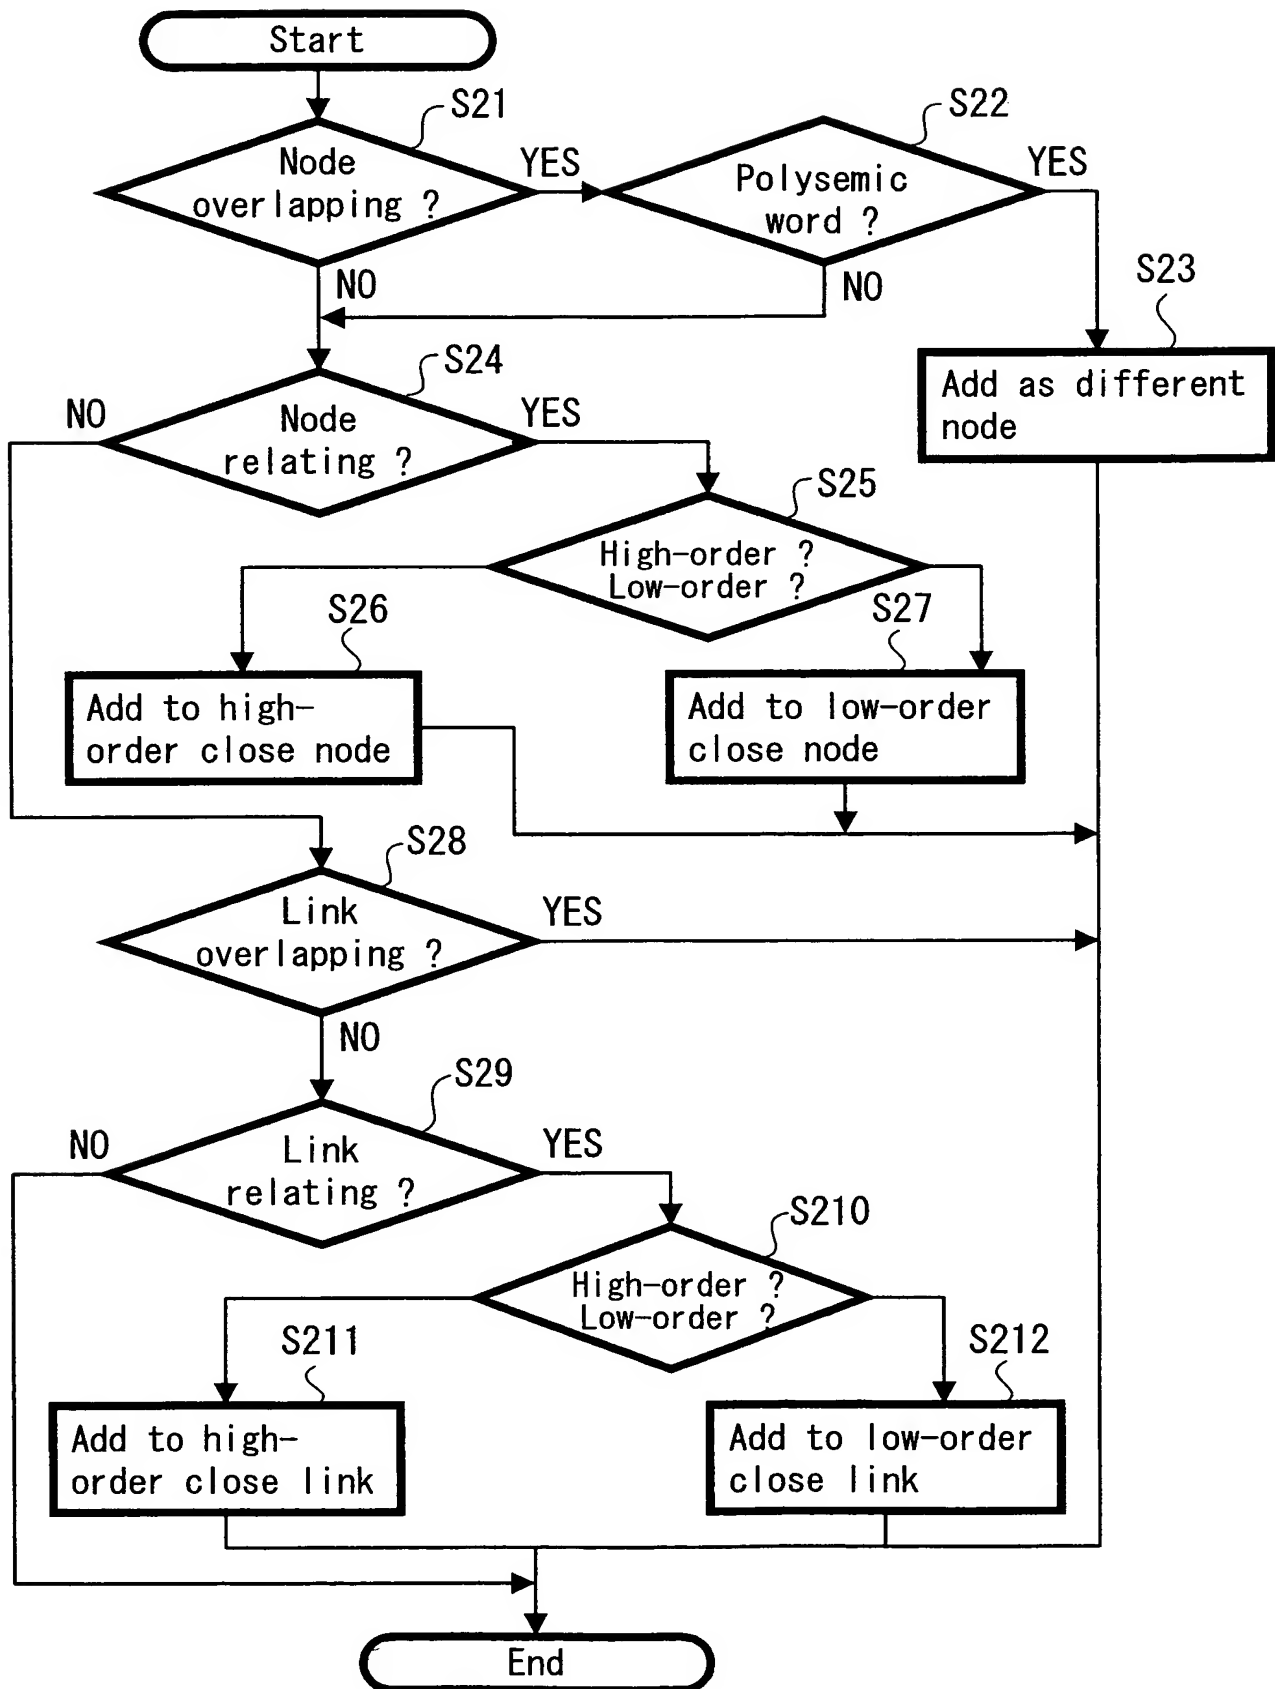 Start
S21
S22
Node
overlapping ?
YES
Polysemic
word ?
YES
NO
NO
S23
Add as different
node
S24
NO
Node
relating ?
YES
S25
High-order ?
Low-order ?
S26
S27
Add to high-
order close node
Add to low-order
close node
S28
Link
overlapping ?
YES
NO
S29
NO
Link
relating ?
YES
S210
High-order ?
Low-order ?
S211
S212
Add to high-
order close link
Add to low-order
close link
End